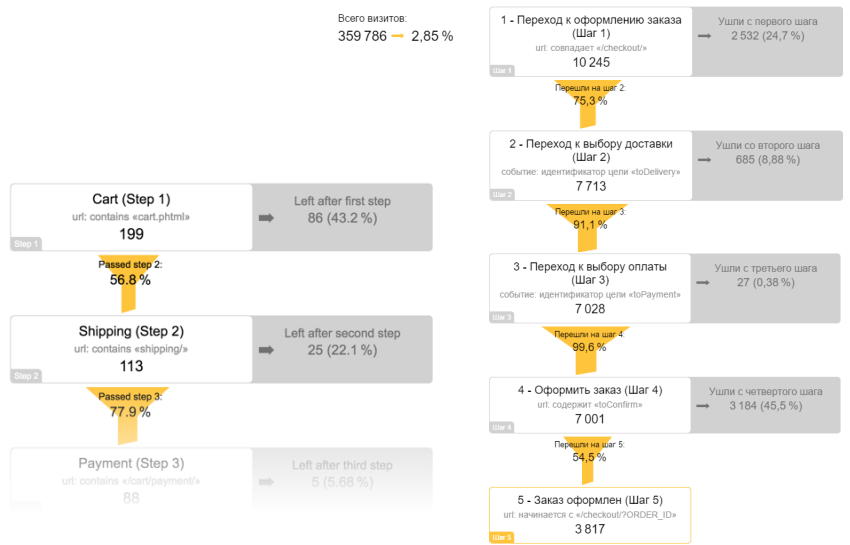 Всего визитов:
359 786 → 2,85 %
Cart (Step 1)
url: contains «cart.phtml»
199
Step 1
Left after first step
86 (43.2 %)
Passed step 2:
56.8 %
Shipping (Step 2)
url: contains «shipping/»
113
Step 2
Left after second step
25 (22.1 %)
Passed step 3:
77.9 %
Payment (Step 3)
url: contains «/cart/payment/»
88
Left after third step
5 (5.68 %)
1 - Переход к оформлению заказа
(Шаг 1)
url: совпадает «/checkout/»
10 245
Шаг 1
Ушли с первого шага
2 532 (24,7 %)
Перешли на шаг 2:
75,3 %
2 - Переход к выбору доставки
(Шаг 2)
событие: идентификатор цели «toDelivery»
7 713
Шаг 2
Ушли со второго шага
685 (8,88 %)
Перешли на шаг 3:
91,1 %
3 - Переход к выбору оплаты
(Шаг 3)
событие: идентификатор цели «toPayment»
7 028
Шаг 3
Ушли с третьего шага
27 (0,38 %)
Перешли на шаг 4:
99,6 %
4 - Оформить заказ (Шаг 4)
url: содержит «toConfirm»
7 001
Шаг 4
Ушли с четвертого шага
3 184 (45,5 %)
Перешли на шаг 5:
54,5 %
5 - Заказ оформлен (Шаг 5)
url: начинается с «/checkout/?ORDER_ID»
3 817
Шаг 5